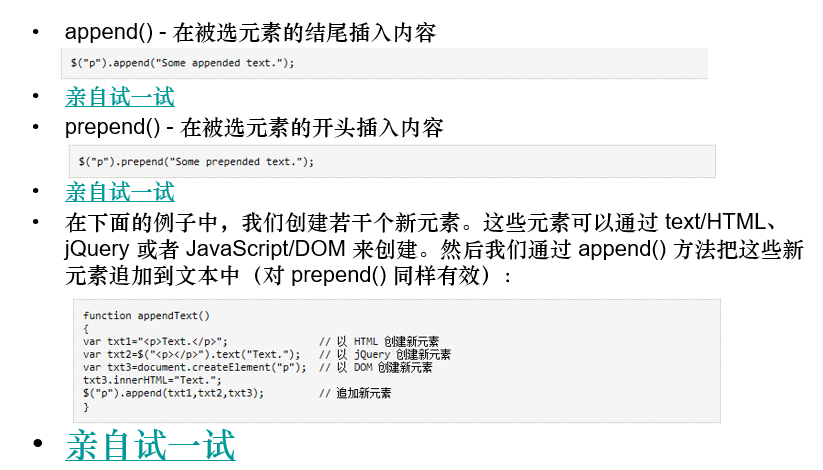 • append() - 在被选元素的结尾插入内容
$("p").append("Some appended text.");
• 亲自试一试
• prepend() - 在被选元素的开头插入内容
$("p").prepend("Some prepended text.");
• 亲自试一试
• 在下面的例子中，我们创建若干个新元素。这些元素可以通过 text/HTML、
jQuery 或者 JavaScript/DOM 来创建。然后我们通过 append() 方法把这些新
元素追加到文本中（对 prepend() 同样有效）:
function appendText()
{
var txt1="<p>Text.</p>"; // 以 HTML 创建新元素
var txt2=$("<p></p>").text("Text."); // 以 jQuery 创建新元素
var txt3=document.createElement("p"); // 以 DOM 创建新元素
txt3.innerHTML="Text.";
$("p").append(txt1,txt2,txt3); // 追加新元素
}
• 亲自试一试